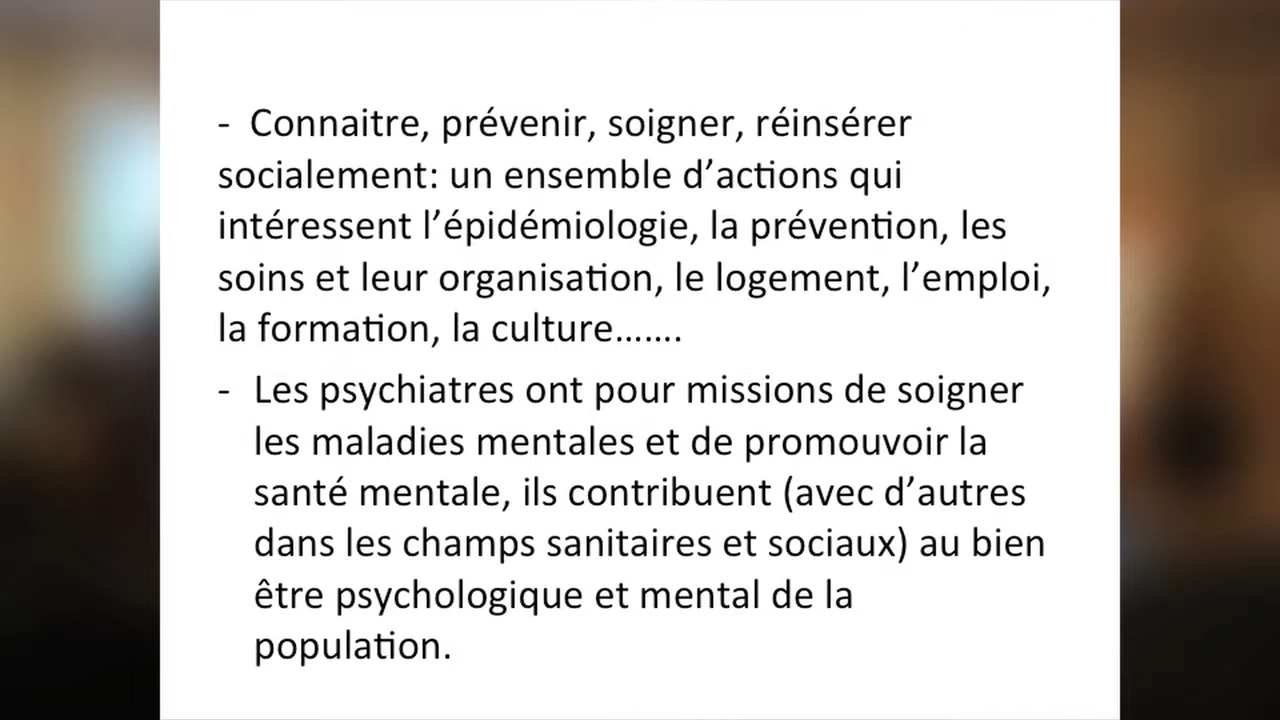 - Connaitre, prévenir, soigner, réinsérer
socialement: un ensemble d’actions qui
intéressent l’épidémiologie, la prévention, les
soins et leur organisation, le logement, l’emploi,
la formation, la culture…….
- Les psychiatres ont pour missions de soigner
les maladies mentales et de promouvoir la
santé mentale, ils contribuent (avec d’autres
dans les champs sanitaires et sociaux) au bien
être psychologique et mental de la
population.